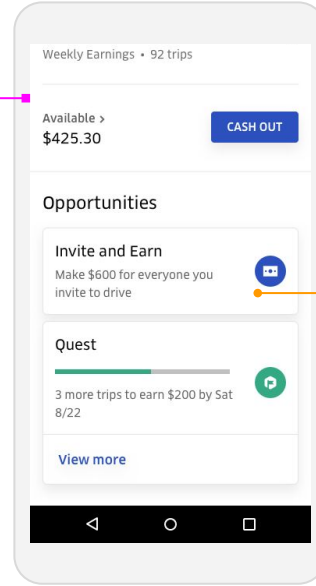 Weekly Earnings • 92 trips
Available >
$425.30
CASH OUT
Opportunities
Invite and Earn
Make $600 for everyone you
invite to drive
Quest
3 more trips to earn $200 by Sat
8/22
View more